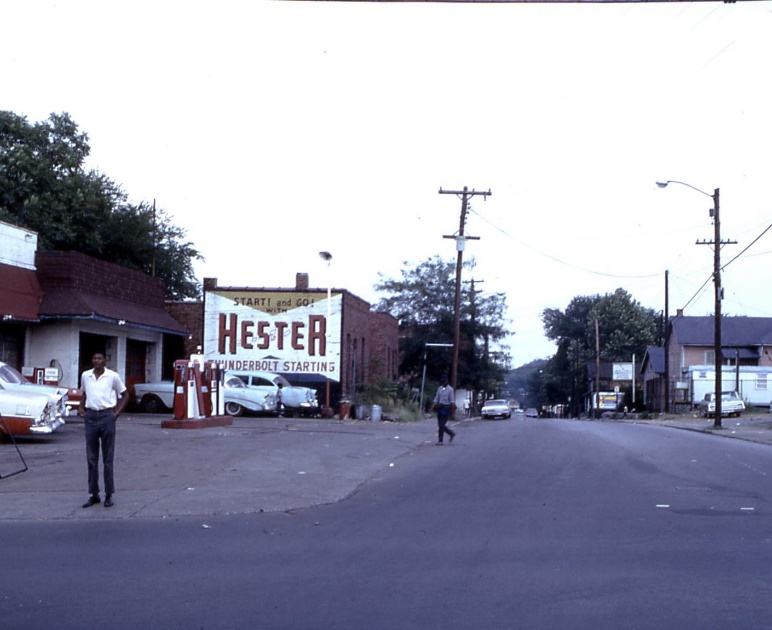 START! and GO!
WITH
HESTER
THUNDERBOLT STARTING